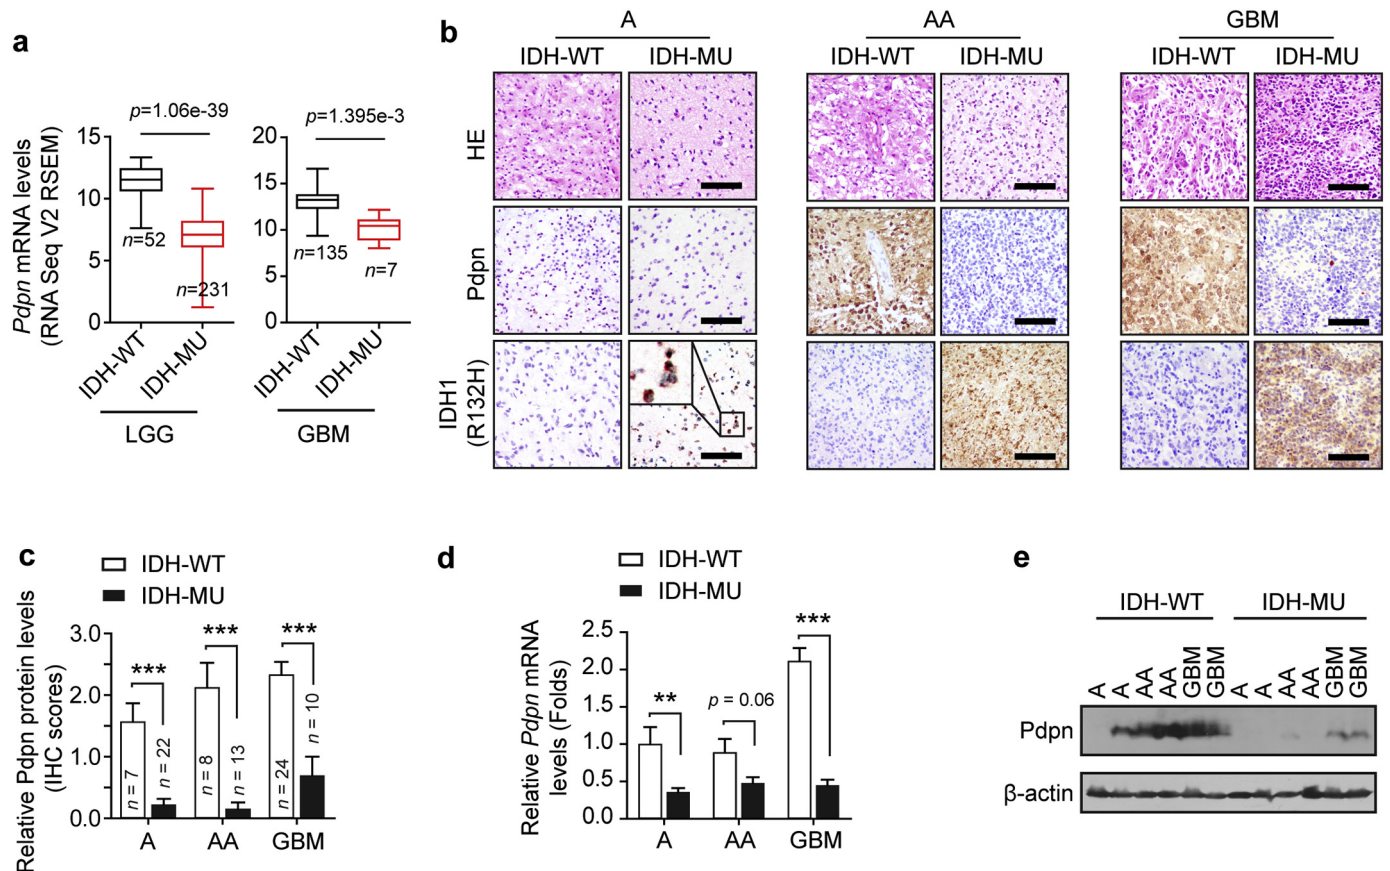 a
p=1.06e-39
p=1.395e-3
Pdpn mRNA levels
(RNA Seq V2 RSEM)
15
10
5
0
n=52
n=231
IDH-WT
IDH-MU
LGG
20
15
10
5
0
n=135
n=7
IDH-WT
IDH-MU
GBM
b
A
AA
GBM
IDH-WT
IDH-MU
IDH-WT
IDH-MU
IDH-WT
IDH-MU
HE
Pdpn
IDH1
(R132H)
c
IDH-WT
IDH-MU
Relative Pdpn protein levels
(IHC scores)
3.0
2.0
1.0
0.0
***
***
***
n = 7
n = 22
n = 8
n = 13
n = 24
n = 10
A
AA
GBM
d
IDH-WT
IDH-MU
Relative Pdpn mRNA
levels (Folds)
2.5
2.0
1.5
1.0
0.5
0.0
**
p = 0.06
***
A
AA
GBM
e
IDH-WT
IDH-MU
A
A
AA
AA
GBM
GBM
A
A
AA
AA
GBM
GBM
Pdpn
β-actin